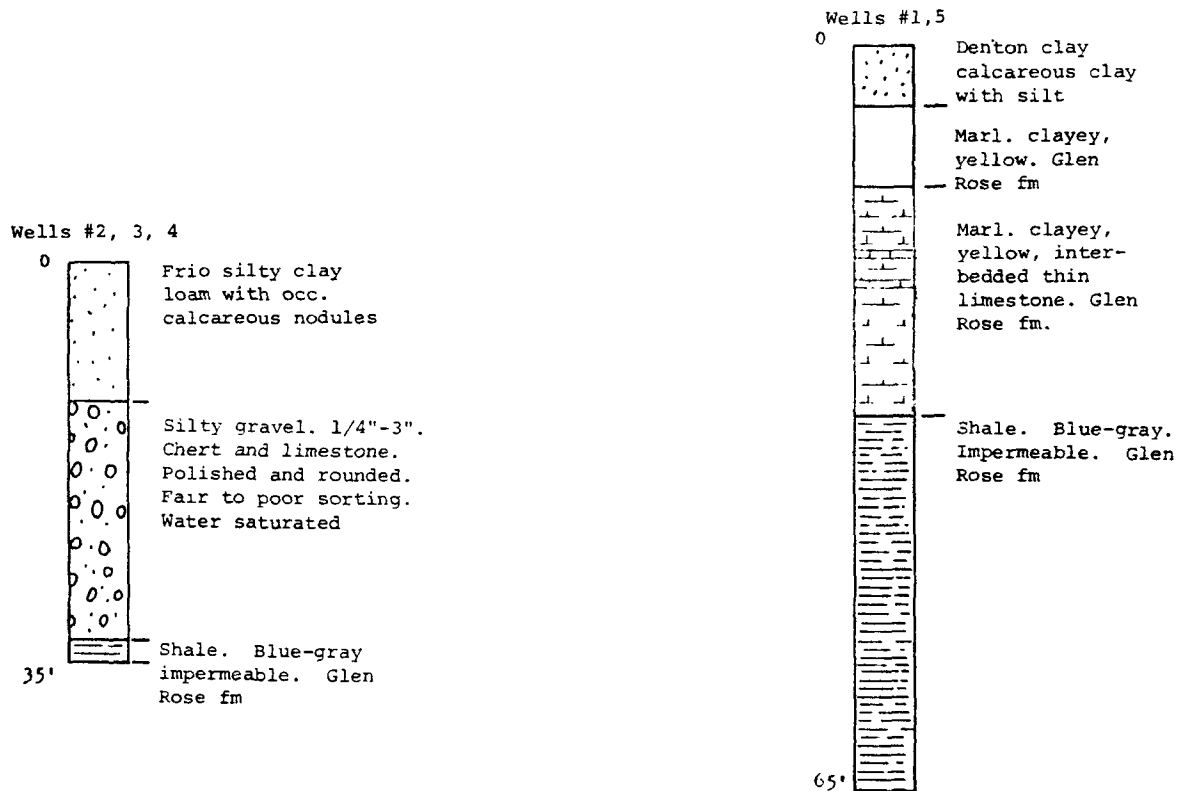 Wells #2, 3, 4
0
Frio silty clay
loam with occ.
calcareous nodules
Silty gravel. 1/4"-3".
Chert and limestone.
Polished and rounded.
Fair to poor sorting.
Water saturated
Shale. Blue-gray
impermeable. Glen
Rose fm
35'
Wells #1,5
0
Denton clay
calcareous clay
with silt
Marl. clayey,
yellow. Glen
Rose fm
Marl. clayey,
yellow, inter-
bedded thin
limestone. Glen
Rose fm.
Shale. Blue-gray.
Impermeable. Glen
Rose fm
65'